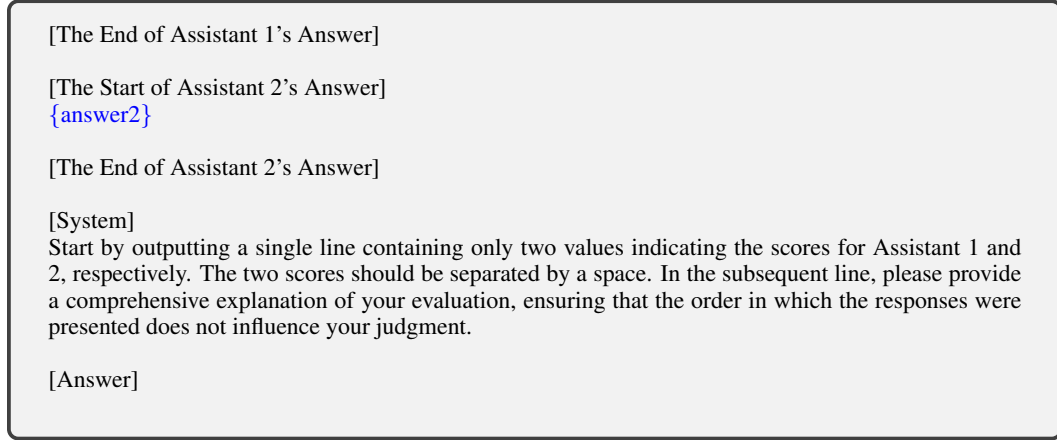 [The End of Assistant 1’s Answer]
[The Start of Assistant 2’s Answer]
{answer2}
[The End of Assistant 2’s Answer]
[System]
Start by outputting a single line containing only two values indicating the scores for Assistant 1 and
2, respectively. The two scores should be separated by a space. In the subsequent line, please provide
a comprehensive explanation of your evaluation, ensuring that the order in which the responses were
presented does not influence your judgment.
[Answer]